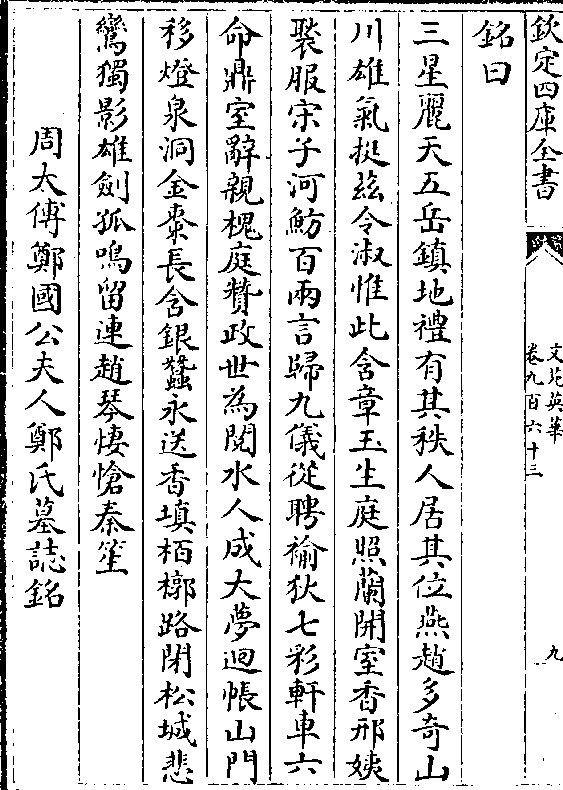 欽定四庫全書
文苑英華
卷九百六十三
九
銘曰
三星麗天五岳鎮地禮有其秩人居其位燕趙多奇山
川雄氣挺兹令淑惟此含章玉生庭照蘭開室香邢姨
褧服宋子河魴百兩言歸九儀從聘褕狄七彩軒車六
命鼎室辭親槐庭贊政世為閱水人成大夢迴帳山門
移燈泉洞金棗長含銀蠶永送香填栢槨路閉松城悲
鸞獨影雄劍孤鳴留連趙琴悽愴秦笙
周太傅鄭國公夫人鄭氏墓誌銘